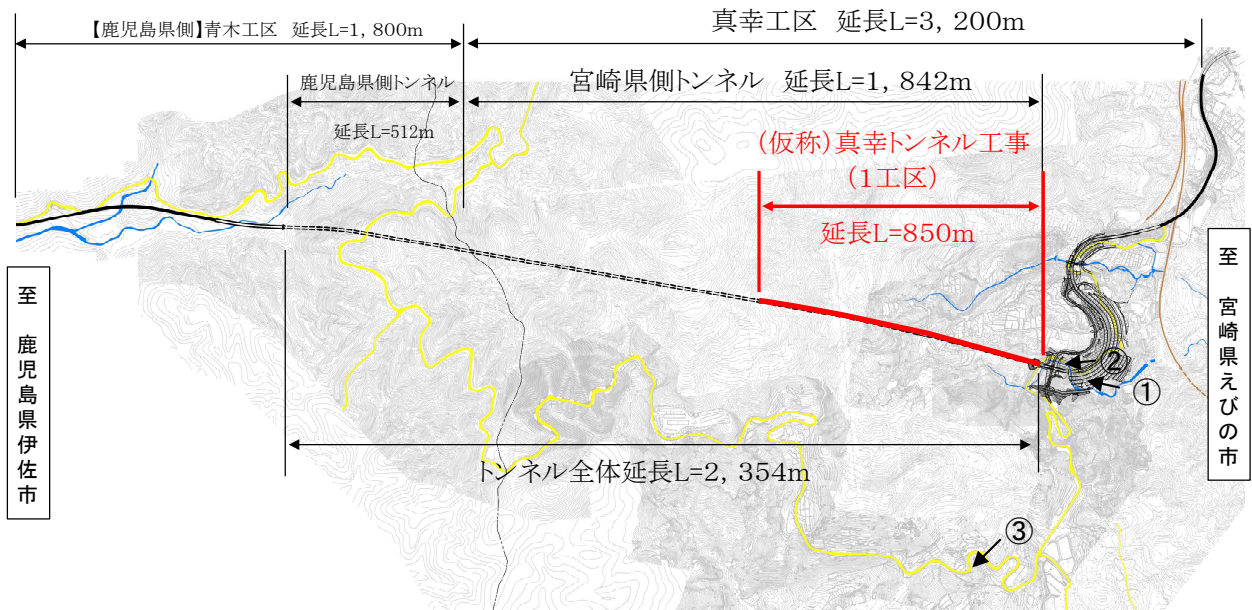 【鹿児島県側】青木工区 延長L=1,800m
真幸工区 延長L=3,200m
鹿児島県側トンネル
延長L=512m
宮崎県側トンネル 延長L=1,842m
(仮称)真幸トンネル工事
(1工区)
延長L=850m
至 鹿児島県伊佐市
至 宮崎県えびの市
②
①
トンネル全体延長L=2,354m
③